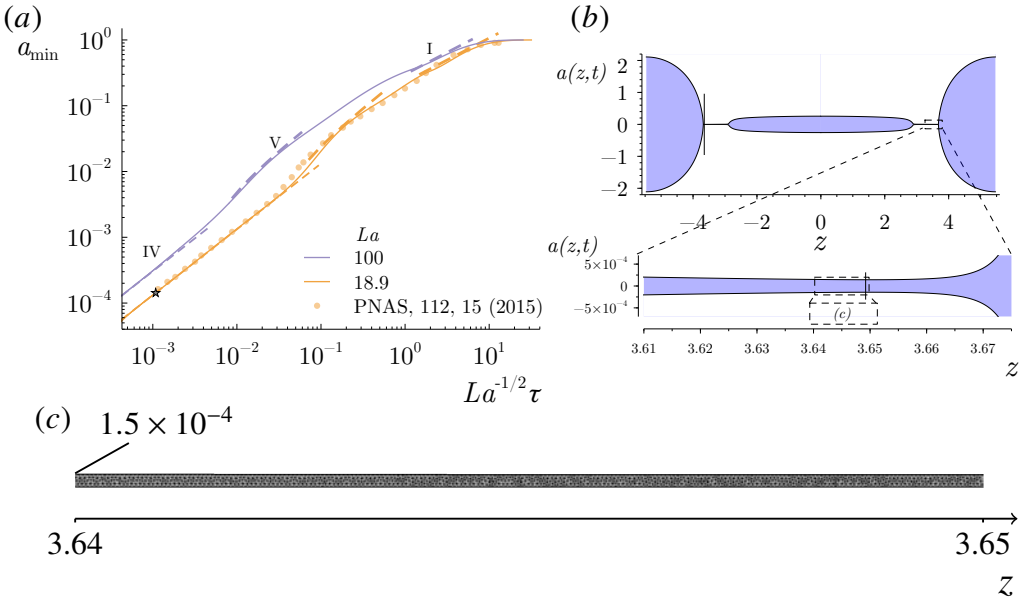 (a)
a_min
10^0
10^-1
10^-2
10^-3
10^-4
I
V
IV
La
100
18.9
PNAS, 112, 15 (2015)
10^-3 10^-2 10^-1 10^0 10^1
La^-1/2 τ
(b)
a(z,t)
2
1
0
−1
−2
−4 −2 0 2 4
z
a(z,t)
5×10^-4
0
−5×10^-4
(c)
3.61 3.62 3.63 3.64 3.65 3.66 3.67
z
(c)
1.5 × 10^−4
3.64 3.65
z